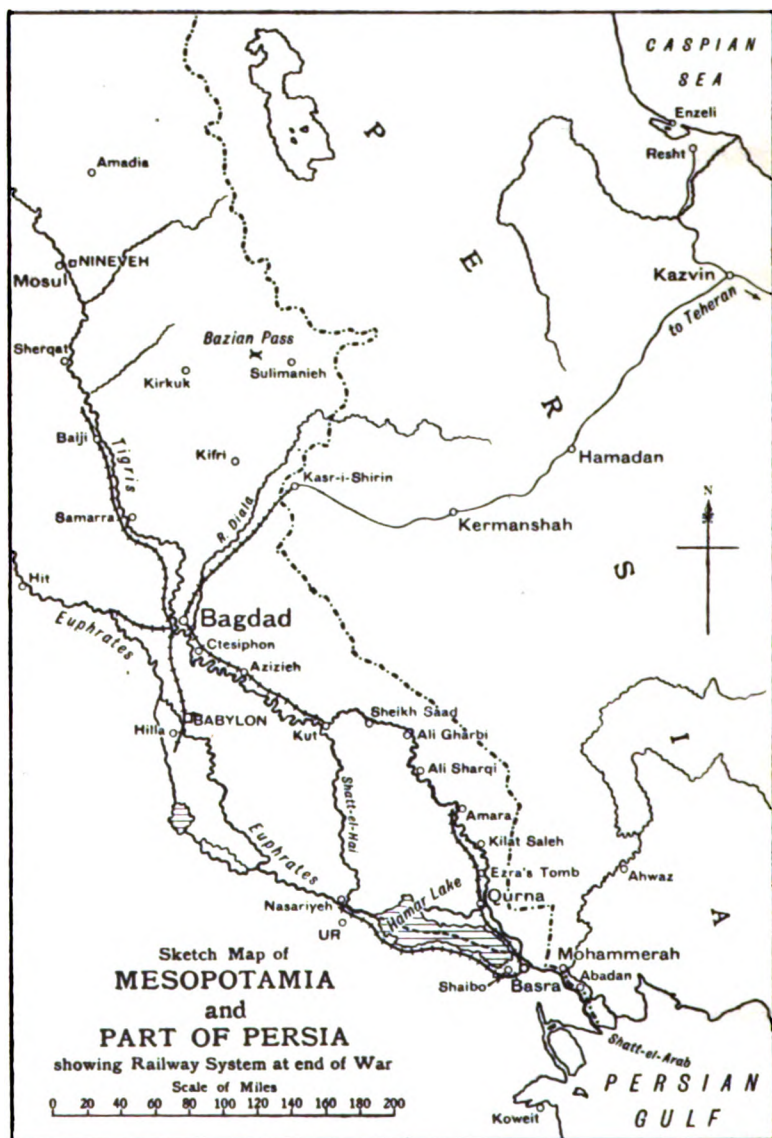 CASPIAN
SEA
Enzeli
Resht
P
Amadia
E
NINEVEH
Mosul
Kazvin
to Teheran
Bazian Pass
Sherqat
Sulimanieh
Kirkuk
R
Baiji
Tigris
Kifri
Hamadan
Kasr-i-Shirin
R. Diala
Samarra
Kermanshah
N
S
Hit
Euphrates
Bagdad
Ctesiphon
Azizieh
Sheikh Säad
BABYLON
Hilla
Kut
Ali Gharbi
I
Ali Sharqi
Shatt-el-Hai
Amara
Kilat Saleh
Euphrates
Ezra's Tomb
Ahwaz
Nasariyeh
Hamar Lake
Qurna
A
UR
Mohammerah
Abadan
Shaibo
Basra
Shatt-el-Arab
Sketch Map of
MESOPOTAMIA
and
PART OF PERSIA
showing Railway System at end of War
Scale of Miles
0 20 40 60 80 100 120 140 160 180 200
Koweit
PERSIAN
GULF